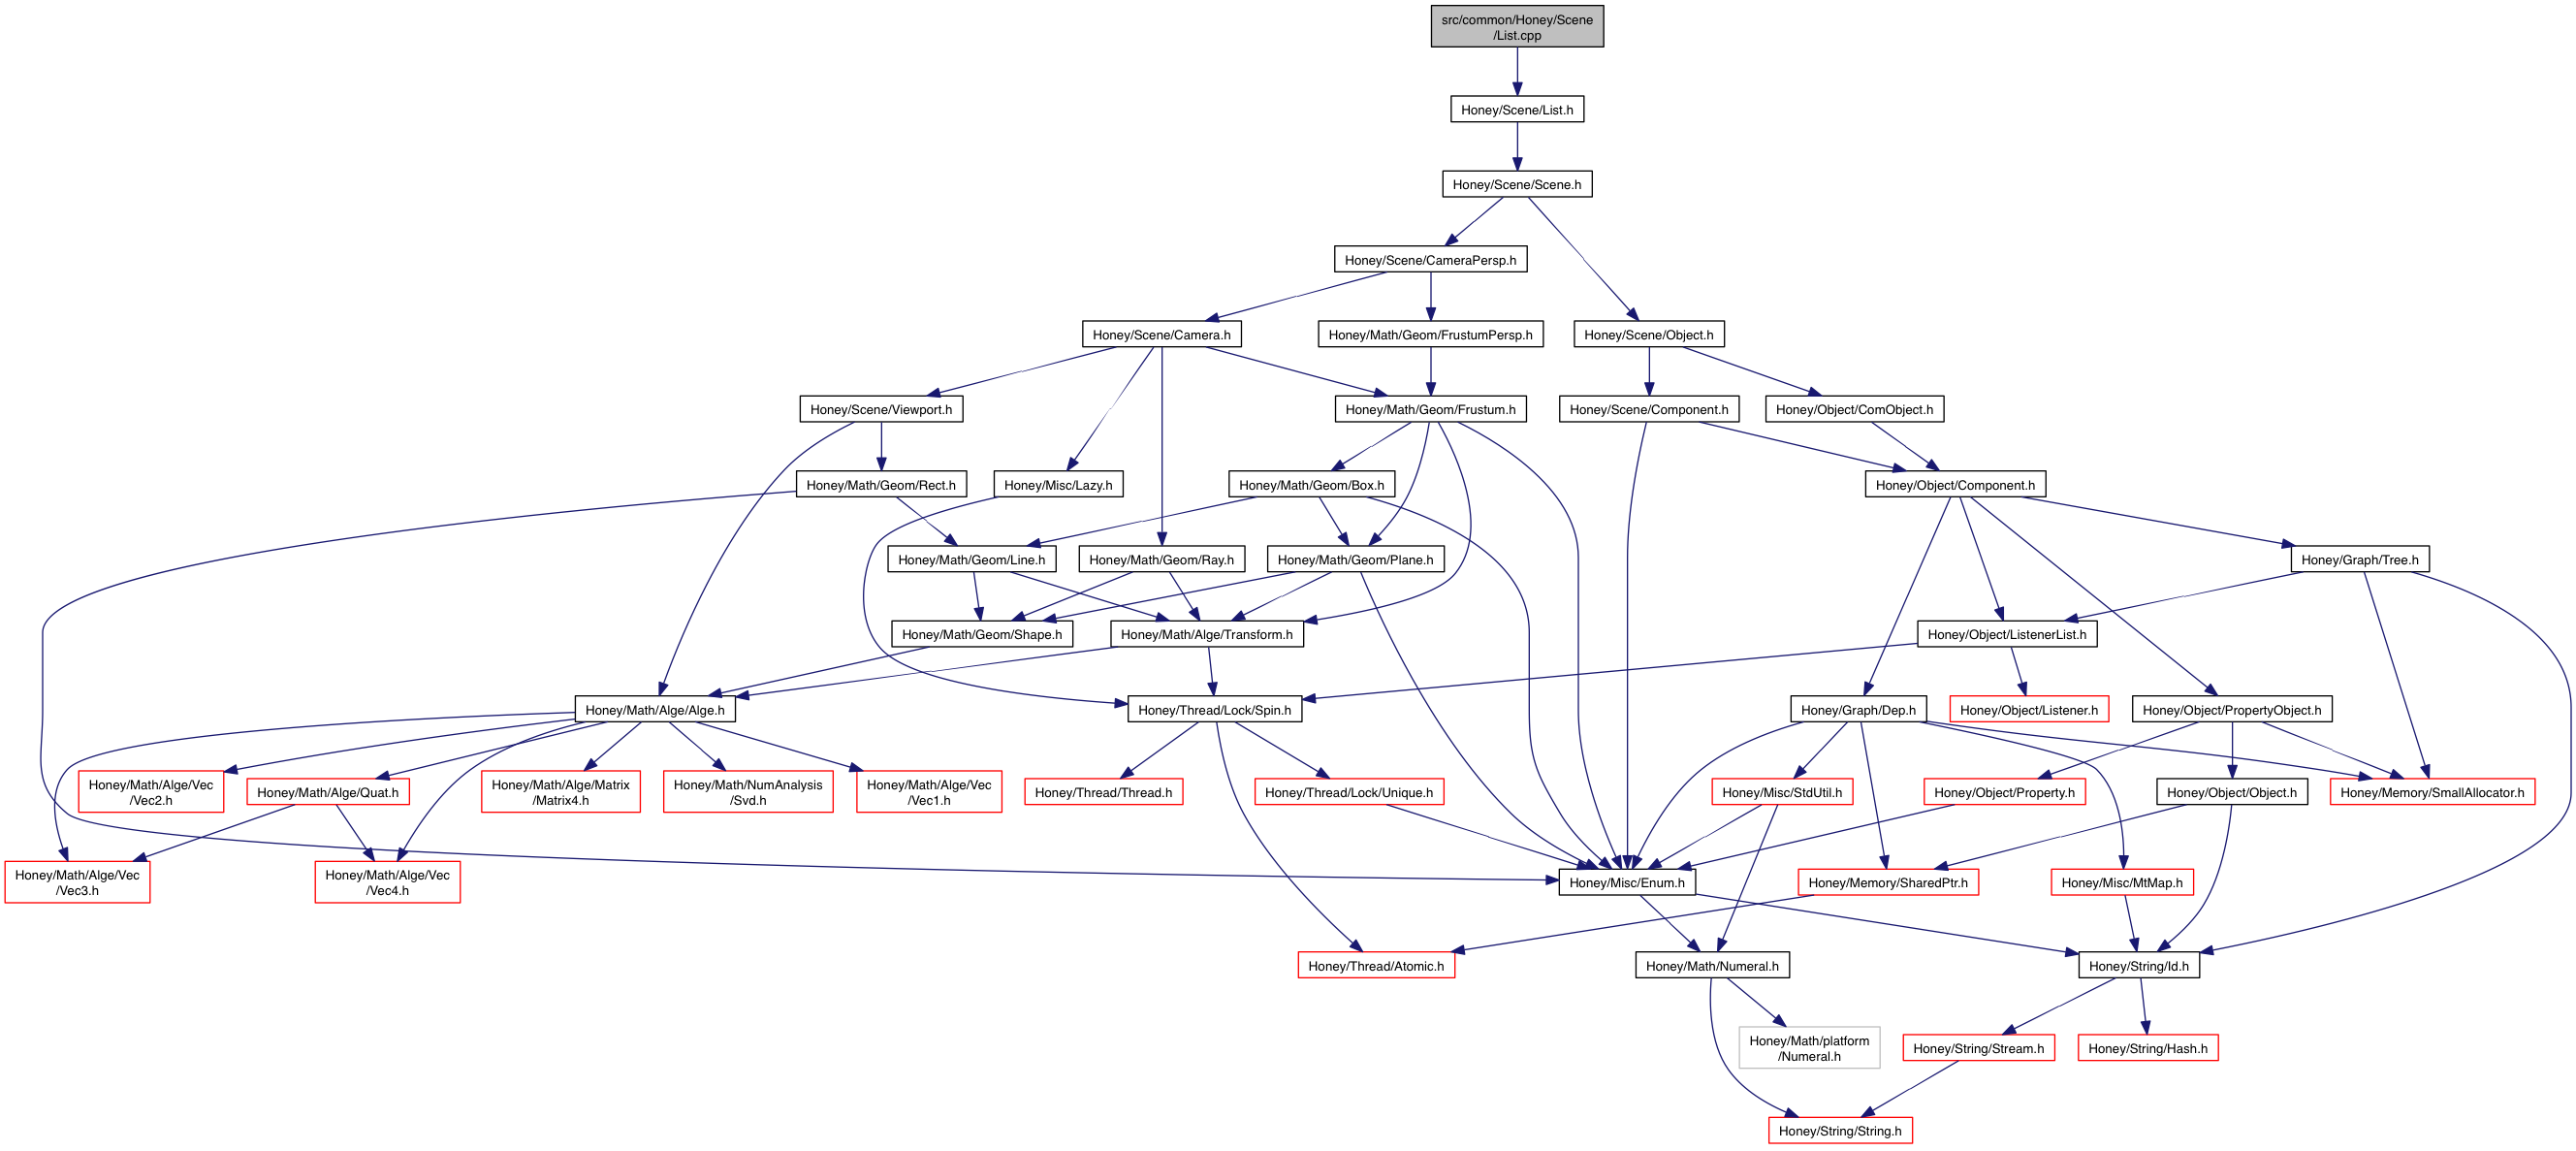 src/common/Honey/Scene
/List.cpp
Honey/Scene/List.h
Honey/Scene/Scene.h
Honey/Scene/CameraPersp.h
Honey/Scene/Camera.h
Honey/Math/Geom/FrustumPersp.h
Honey/Scene/Object.h
Honey/Scene/Viewport.h
Honey/Math/Geom/Frustum.h
Honey/Scene/Component.h
Honey/Object/ComObject.h
Honey/Math/Geom/Rect.h
Honey/Misc/Lazy.h
Honey/Math/Geom/Box.h
Honey/Object/Component.h
Honey/Math/Geom/Line.h
Honey/Math/Geom/Ray.h
Honey/Math/Geom/Plane.h
Honey/Graph/Tree.h
Honey/Math/Geom/Shape.h
Honey/Math/Alge/Transform.h
Honey/Object/ListenerList.h
Honey/Math/Alge/Alge.h
Honey/Thread/Lock/Spin.h
Honey/Graph/Dep.h
Honey/Object/Listener.h
Honey/Object/PropertyObject.h
Honey/Math/Alge/Vec
/Vec2.h
Honey/Math/Alge/Quat.h
Honey/Math/Alge/Matrix
/Matrix4.h
Honey/Math/NumAnalysis
/Svd.h
Honey/Math/Alge/Vec
/Vec1.h
Honey/Thread/Thread.h
Honey/Thread/Lock/Unique.h
Honey/Misc/StdUtil.h
Honey/Object/Property.h
Honey/Object/Object.h
Honey/Memory/SmallAllocator.h
Honey/Math/Alge/Vec
/Vec3.h
Honey/Math/Alge/Vec
/Vec4.h
Honey/Misc/Enum.h
Honey/Memory/SharedPtr.h
Honey/Misc/MtMap.h
Honey/Thread/Atomic.h
Honey/Math/Numeral.h
Honey/String/Id.h
Honey/Math/platform
/Numeral.h
Honey/String/Stream.h
Honey/String/Hash.h
Honey/String/String.h